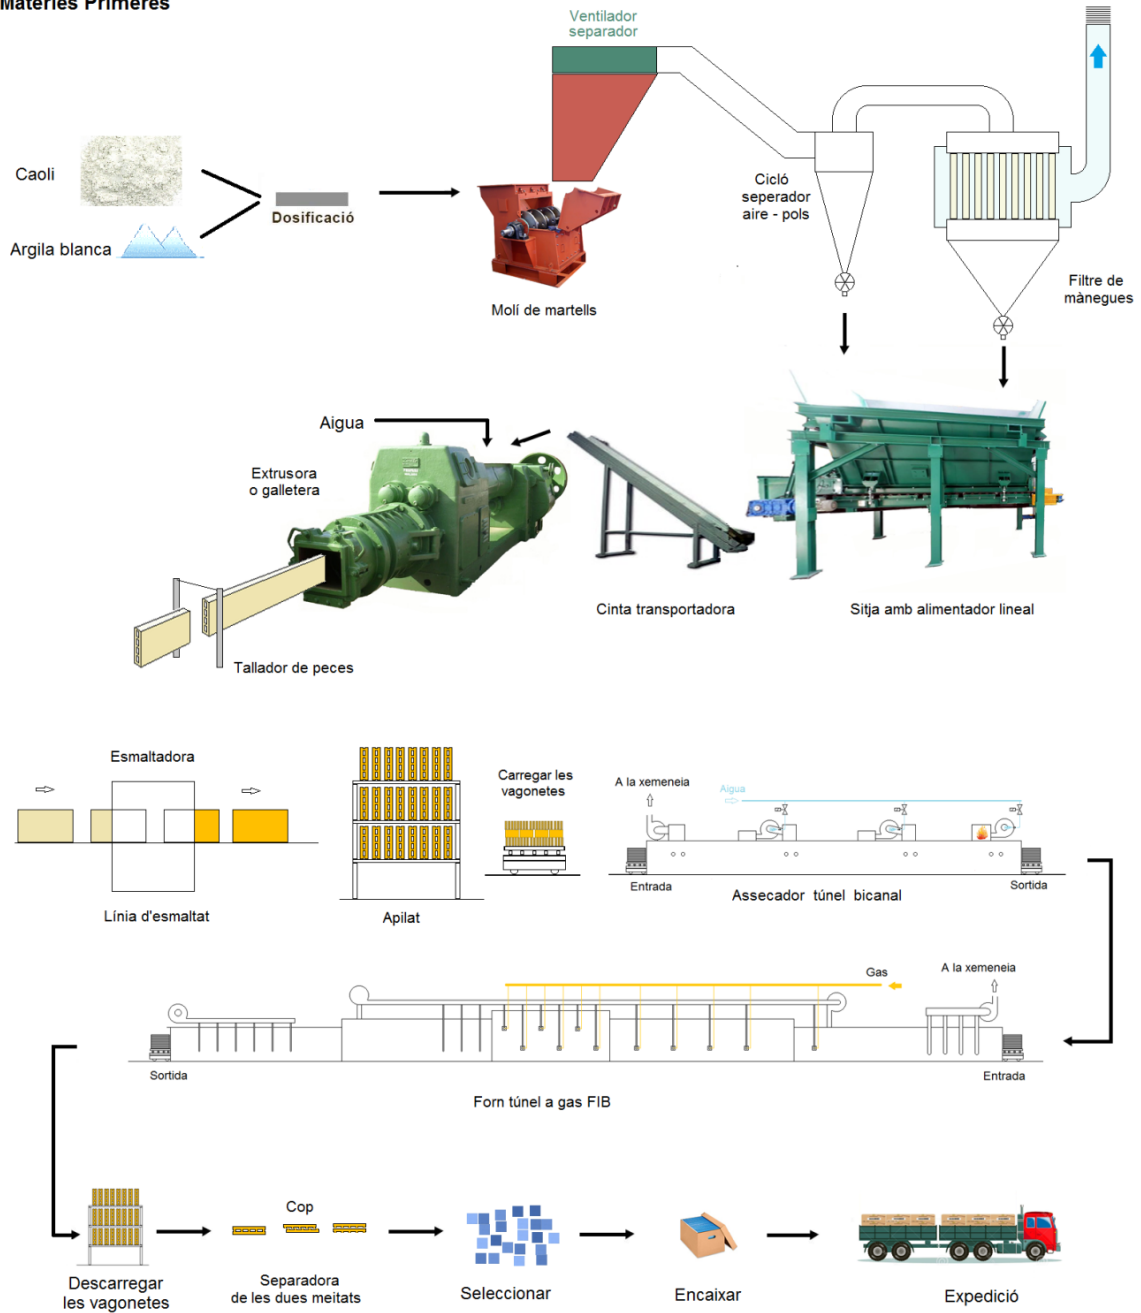 Matèries Primeres
Ventilador
separador
Caoli
Dosificació
Argila blanca
Molí de martells
Cicló
seperador
aire - pols
Filtre de
mànegues
Aigua
Extrusora
o galletera
Cinta transportadora
Sitja amb alimentador lineal
Tallador de peces
Esmaltadora
Línia d'esmaltat
Apilat
Carregar les
vagonetes
A la xemeneia
Aigua
Entrada
Sortida
Assecador túnel bicanal
Gas
A la xemeneia
Sortida
Entrada
Forn túnel a gas FIB
Descarregar
les vagonetes
Cop
Separadora
de les dues meitats
Seleccionar
Encaixar
Expedició